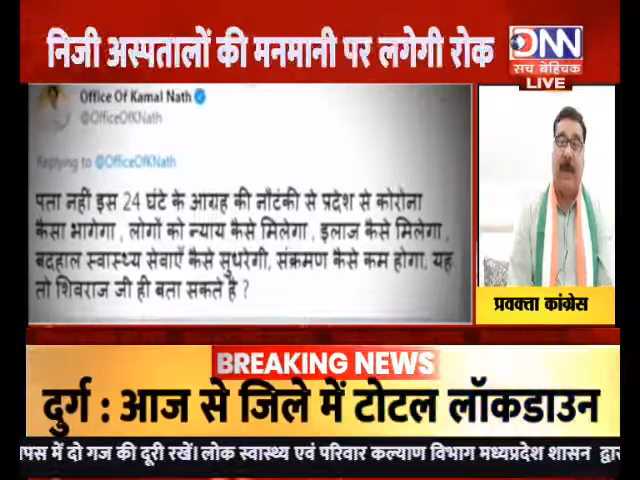 निजी अस्पतालों की मनमानी पर लगेगी रोक
DNN
सच बेहिचक
LIVE
Office Of Kamal Nath
@OfficeOfKNath
Replying to @OfficeOfKNath
पता नहीं इस 24 घंटे के आग्रह की नौटंकी से प्रदेश से कोरोना
कैसा भागेगा , लोगों को न्याय कैसे मिलेगा , इलाज कैसे मिलेगा ,
बदहाल स्वास्थ्य सेवाएँ कैसे सुधरेगी, संक्रमण कैसे कम होगा, यह
तो शिवराज जी ही बता सकते है ?
प्रवक्ता कांग्रेस
BREAKING NEWS
दुर्ग : आज से जिले में टोटल लॉकडाउन
पस में दो गज की दूरी रखें। लोक स्वास्थ्य एवं परिवार कल्याण विभाग मध्यप्रदेश शासन द्वार